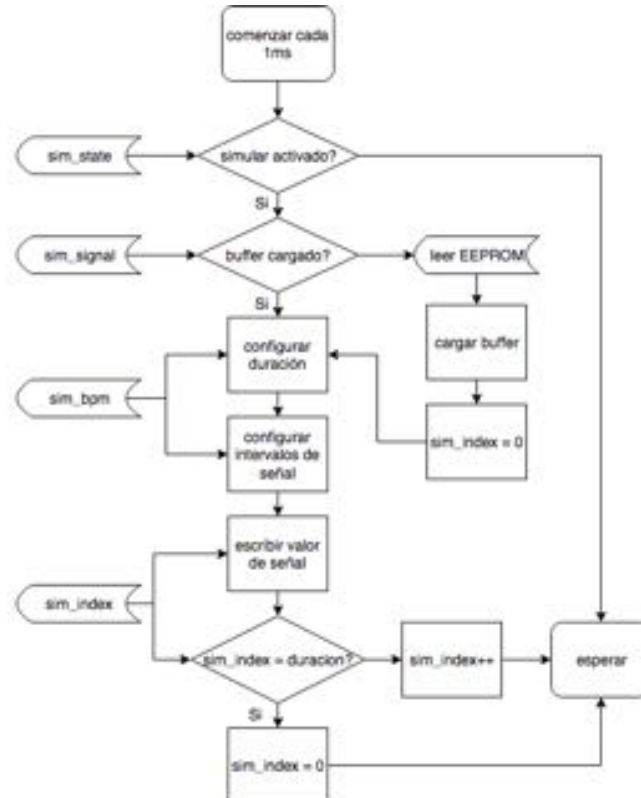 comenzar cada
1ms
sim_state
simular activado?
Si
sim_signal
buffer cargado?
leer EEPROM
Si
configurar
duración
cargar buffer
sim_bpm
configurar
intervalos de
señal
sim_index = 0
escribir valor
de señal
sim_index
sim_index = duracion?
sim_index++
esperar
Si
sim_index = 0